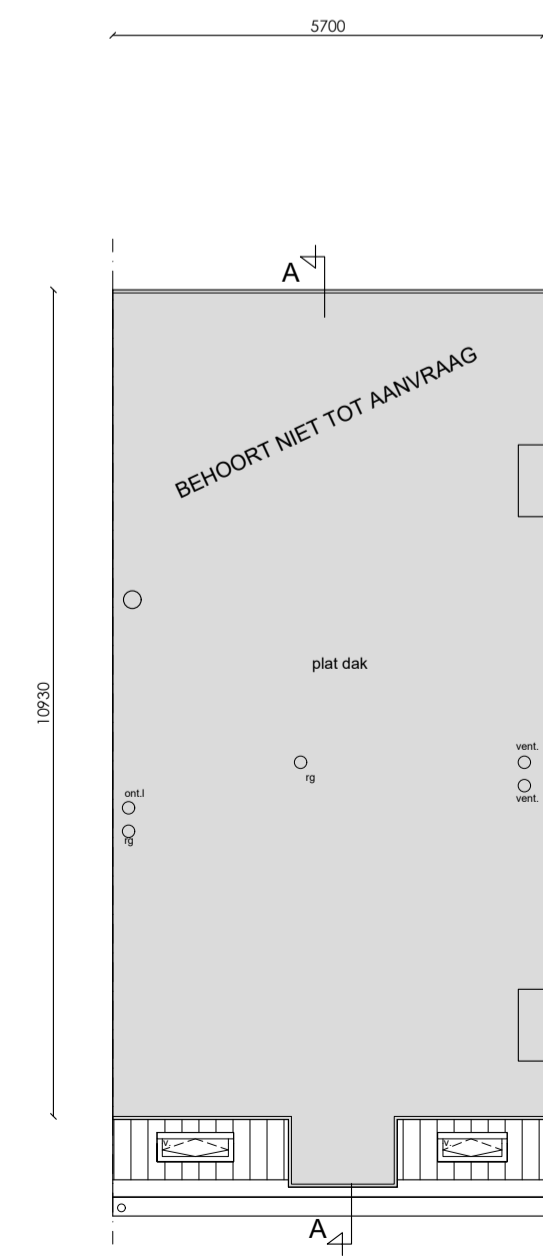 5700
A
BEHOORT NIET TOT AANVRAAG
plat dak
10930
vent.
rg
vent.
ont.l
rg
v.
v.
A